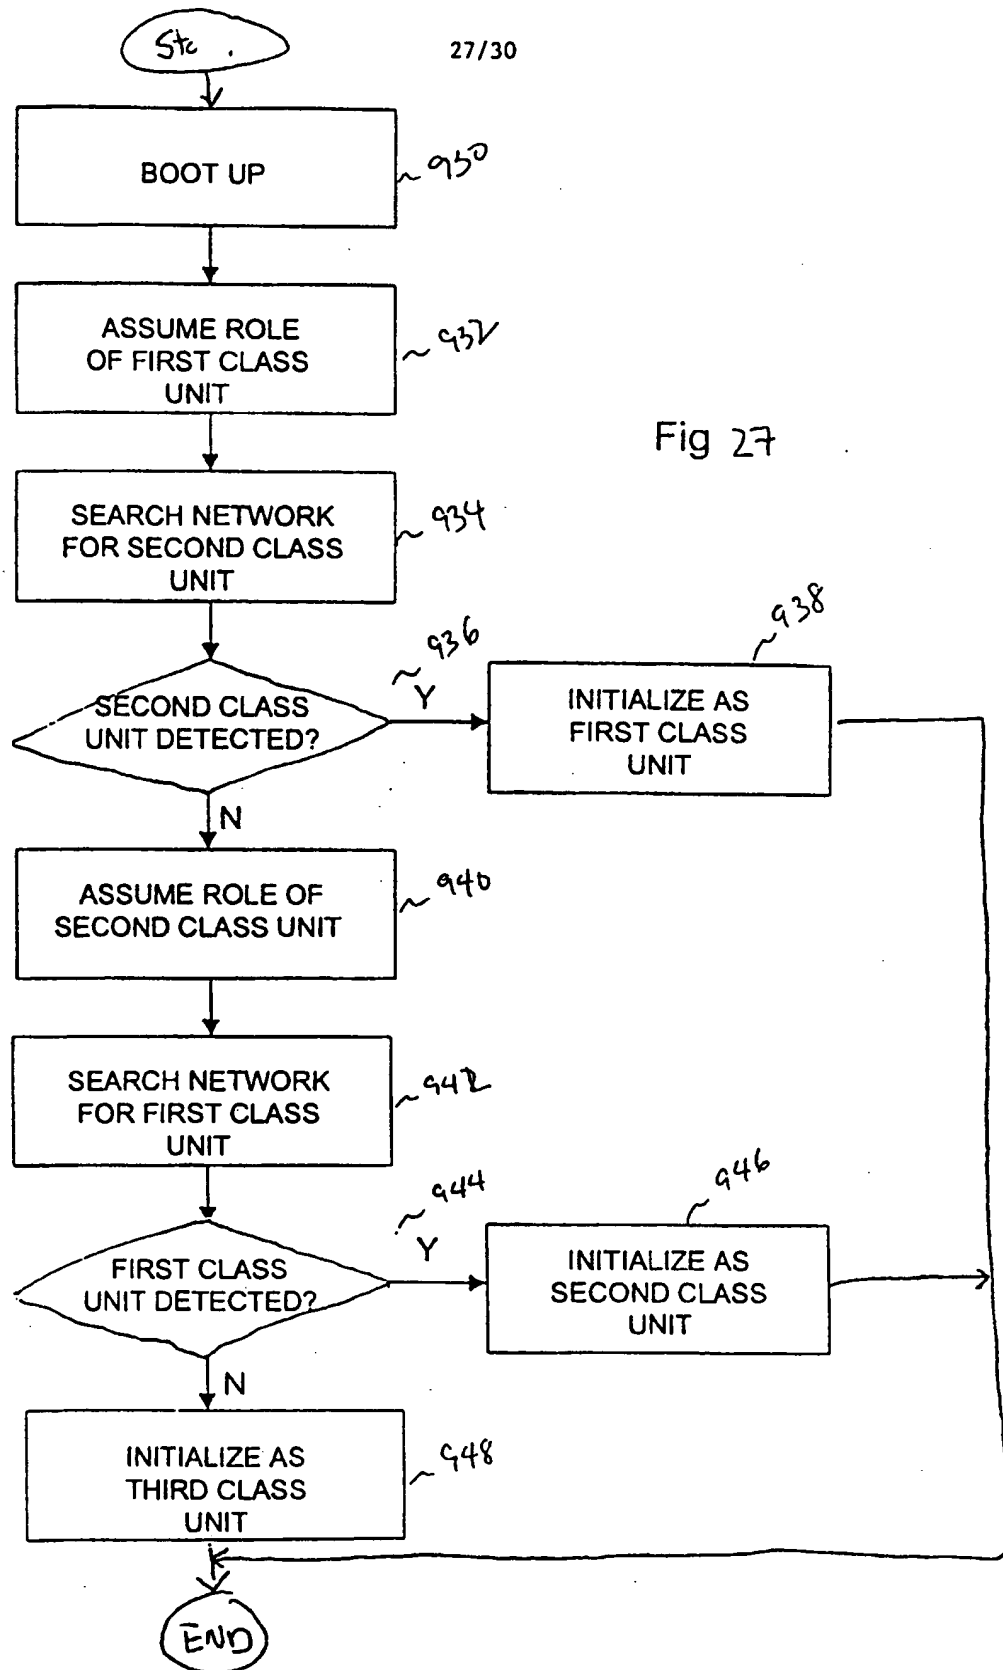 27/30
BOOT UP
930
ASSUME ROLE
OF FIRST CLASS
UNIT
932
Fig 27
SEARCH NETWORK
FOR SECOND CLASS
UNIT
934
SECOND CLASS
UNIT DETECTED?
936
Y
INITIALIZE AS
FIRST CLASS
UNIT
938
N
ASSUME ROLE OF
SECOND CLASS UNIT
940
SEARCH NETWORK
FOR FIRST CLASS
UNIT
942
FIRST CLASS
UNIT DETECTED?
944
Y
INITIALIZE AS
SECOND CLASS
UNIT
946
N
INITIALIZE AS
THIRD CLASS
UNIT
948
END